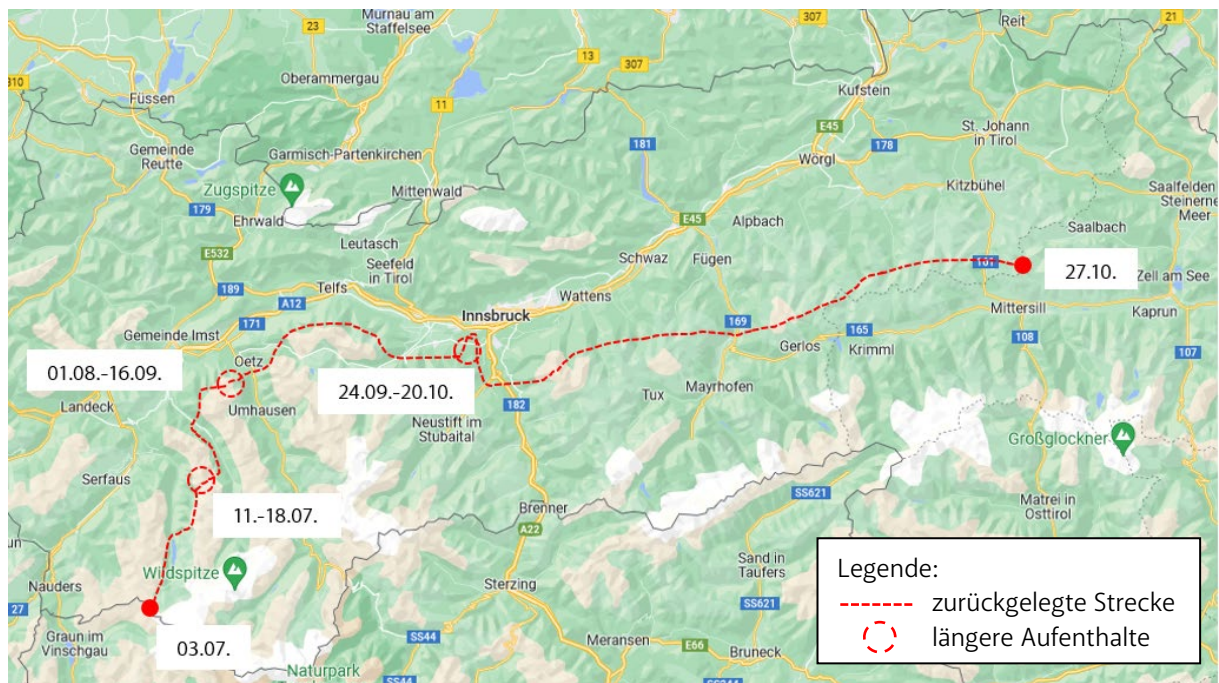 Murnau am
Staffelsee
23
307
21
Reit
13
307
310
Oberammergau
Füssen
11
Kufstein
Gemeinde
Reutte
Garmisch-Partenkirchen
181
E45
178
St. Johann
in Tirol
Wörgl
Zugspitze
Mittenwald
Kitzbühel
Saalfelden
Steinerne
Meer
179
Ehrwald
E45
Alpbach
Saalbach
E532
Leutasch
Seefeld
in Tirol
Schwaz
Fügen
161
27.10.
Zell am See
189
Telfs
A12
Wattens
Innsbruck
Mittersill
Kaprun
171
Gemeinde Imst
169
165
Gerlos
Krimml
108
107
Oetz
01.08.-16.09.
24.09.-20.10.
Mayrhofen
Tux
182
Landeck
Umhausen
Neustift im
Stubaital
Großglockner
Serfaus
SS621
11.-18.07.
Brenner
Matrei in
Osttirol
A22
Wildspitze
Sand in
Taufers
Nauders
Sterzing
27
SS621
Graun im
Vinschgau
03.07.
SS44
Meransen
E66
Bruneck
Naturpark
SS44
Legende:
zurückgelegte Strecke
längere Aufenthalte